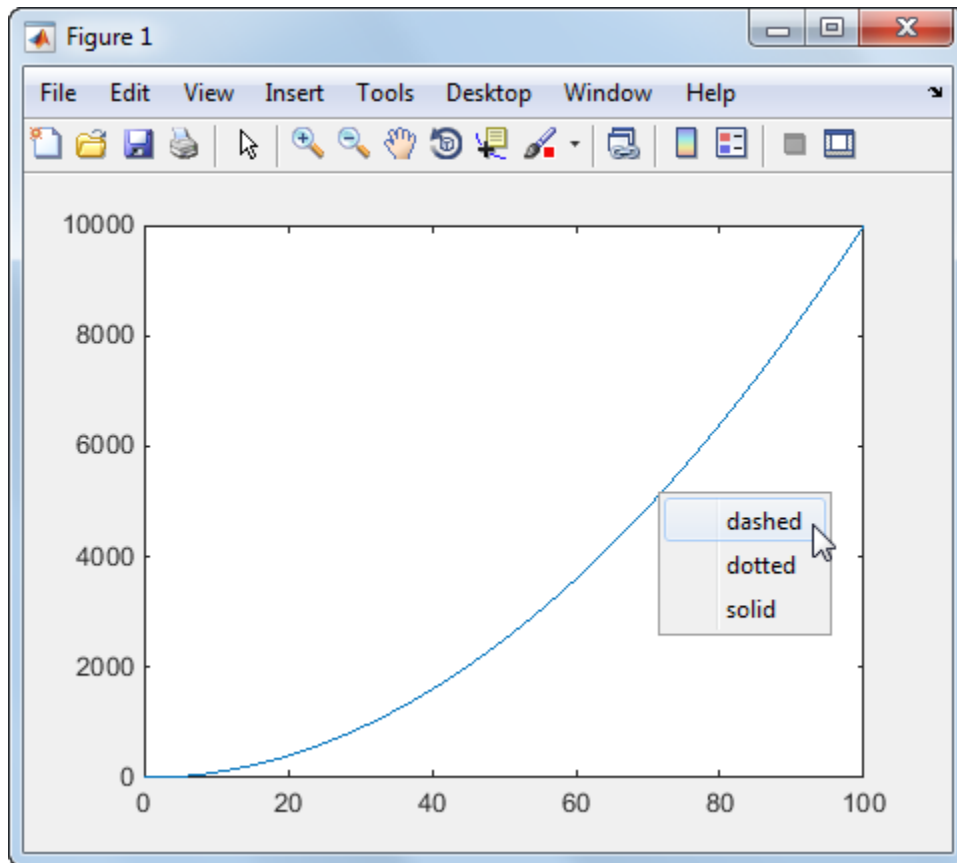 Figure 1
File Edit View Insert Tools Desktop Window Help
10000
8000
6000
4000
2000
0
dashed
dotted
solid
0 20 40 60 80 100